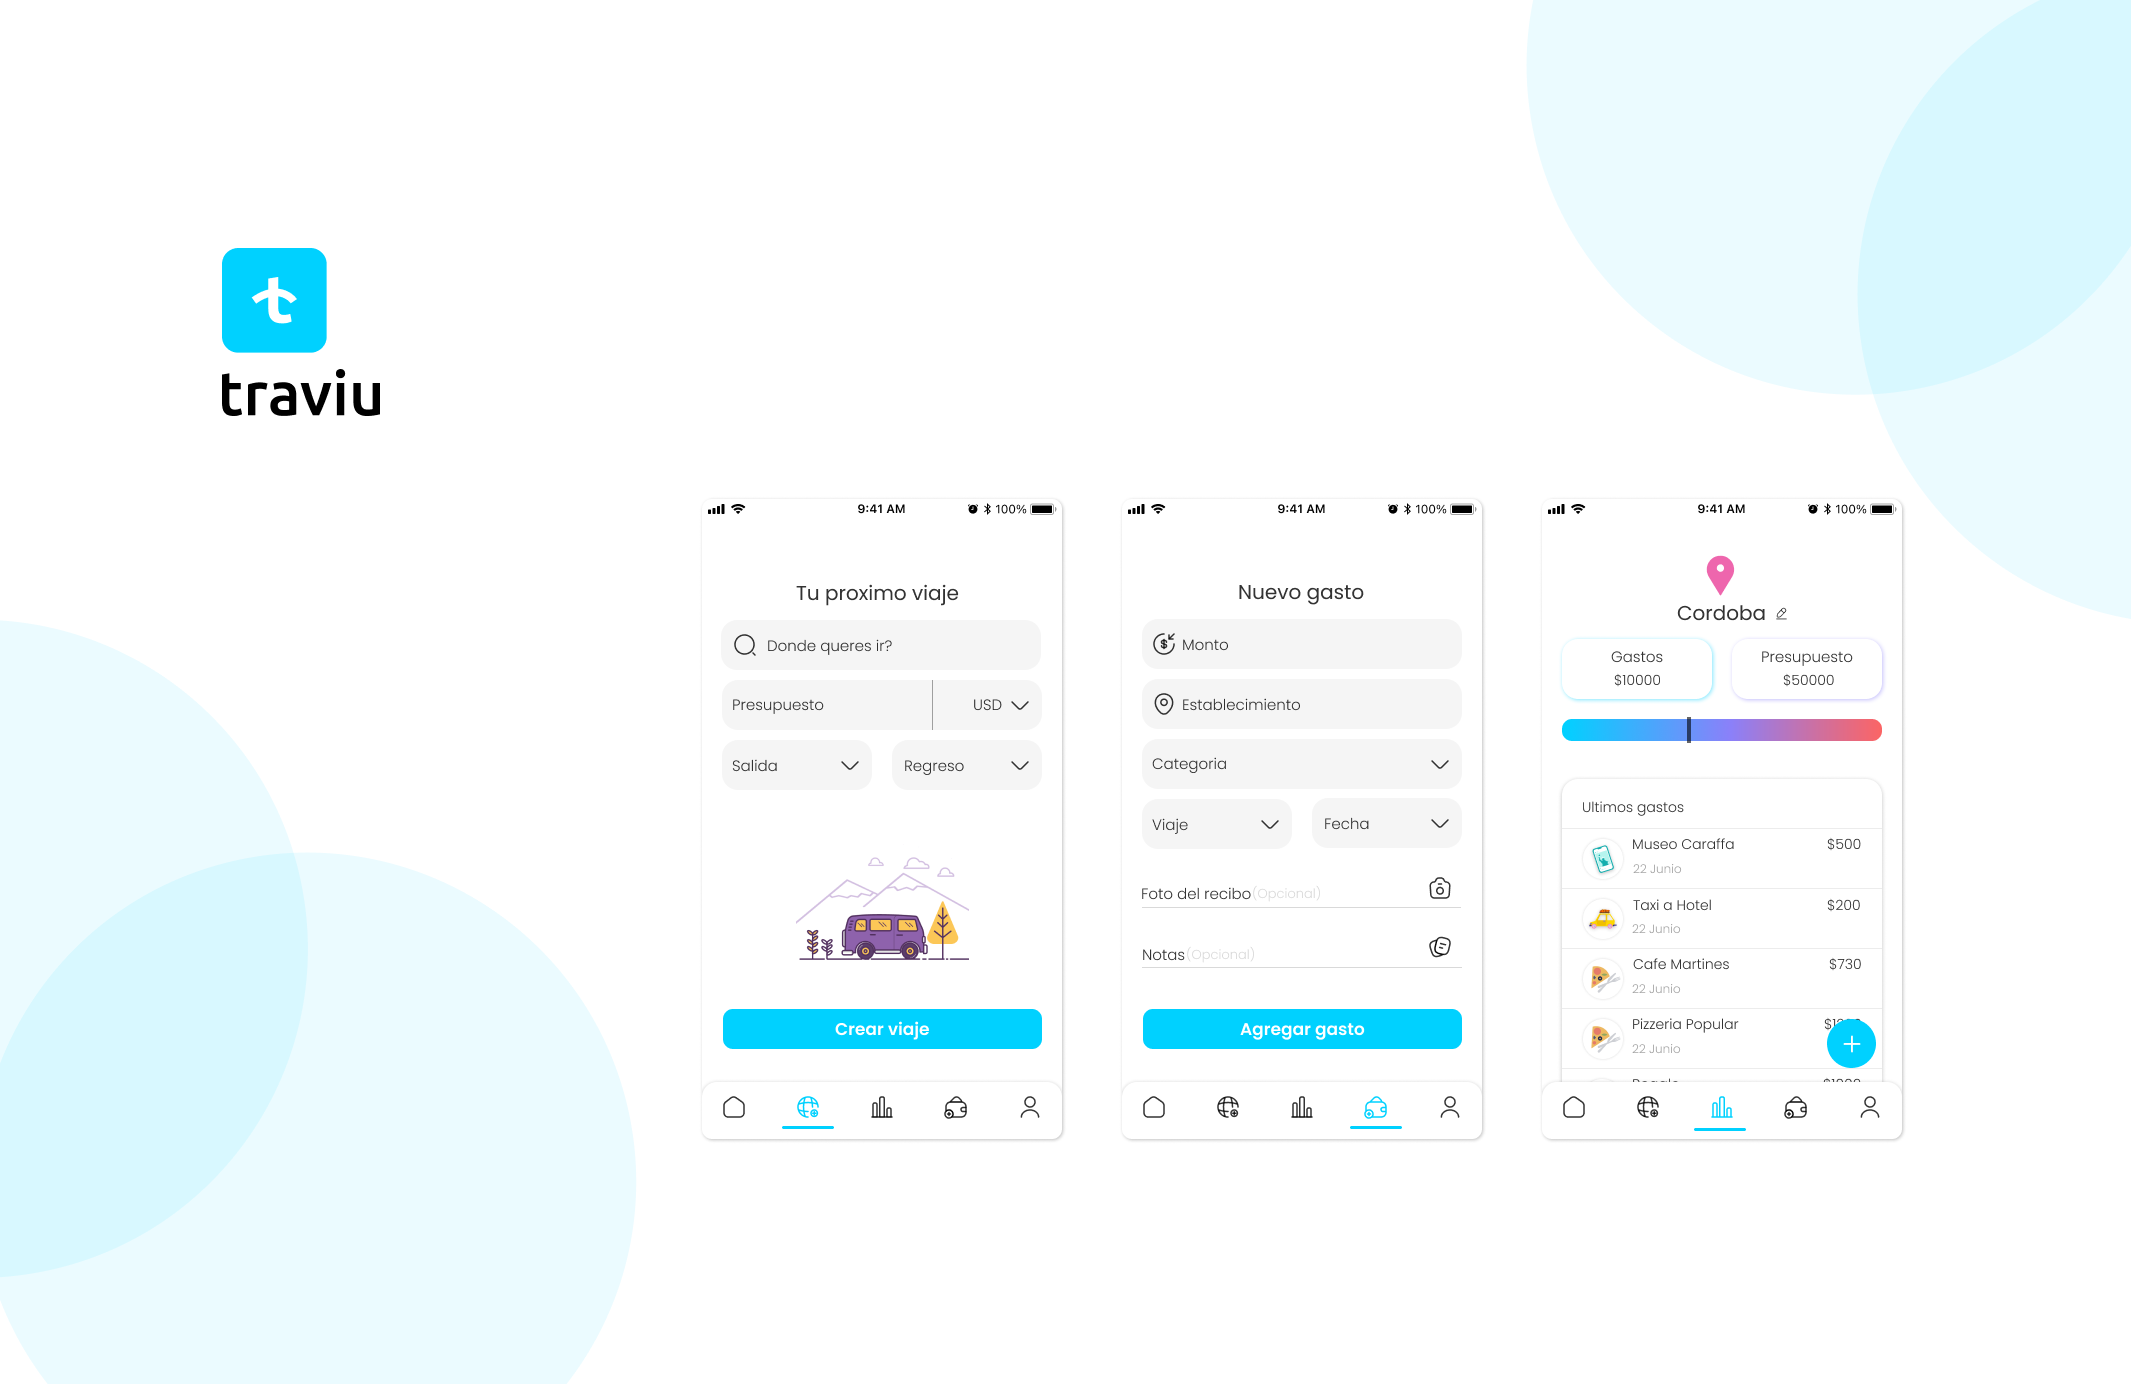 t
traviu
9:41 AM
100%
Tu proximo viaje
Donde queres ir?
Presupuesto
USD
Salida
Regreso
Crear viaje
9:41 AM
100%
Nuevo gasto
$
Monto
Establecimiento
Categoria
Viaje
Fecha
Foto del recibo (Opcional)
Notas (Opcional)
Agregar gasto
9:41 AM
100%
Cordoba
Gastos
$10000
Presupuesto
$50000
Ultimos gastos
Museo Caraffa
$500
22 Junio
Taxi a Hotel
$200
22 Junio
Cafe Martines
$730
22 Junio
Pizzeria Popular
22 Junio